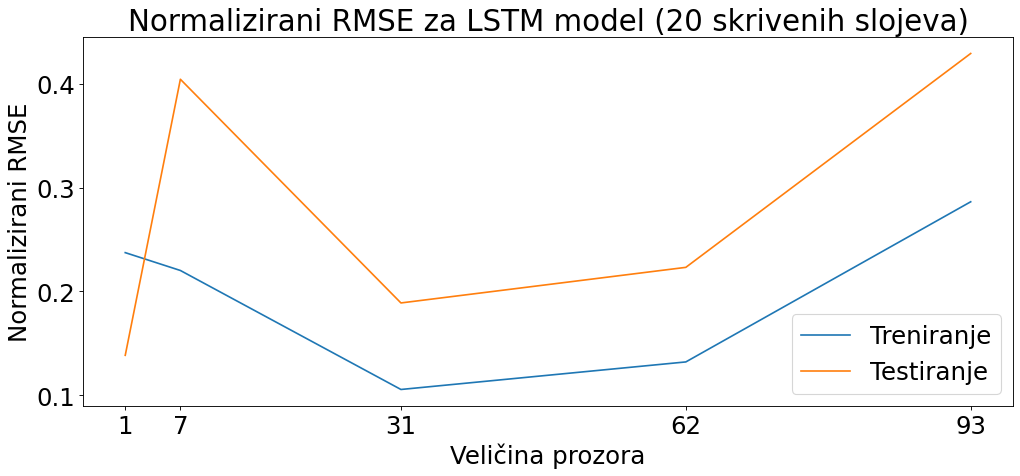 Normalizirani RMSE za LSTM model (20 skrivenih slojeva)
Normalizirani RMSE
0.4
0.3
0.2
0.1
Treniranje
Testiranje
1 7 31 62 93
Veličina prozora